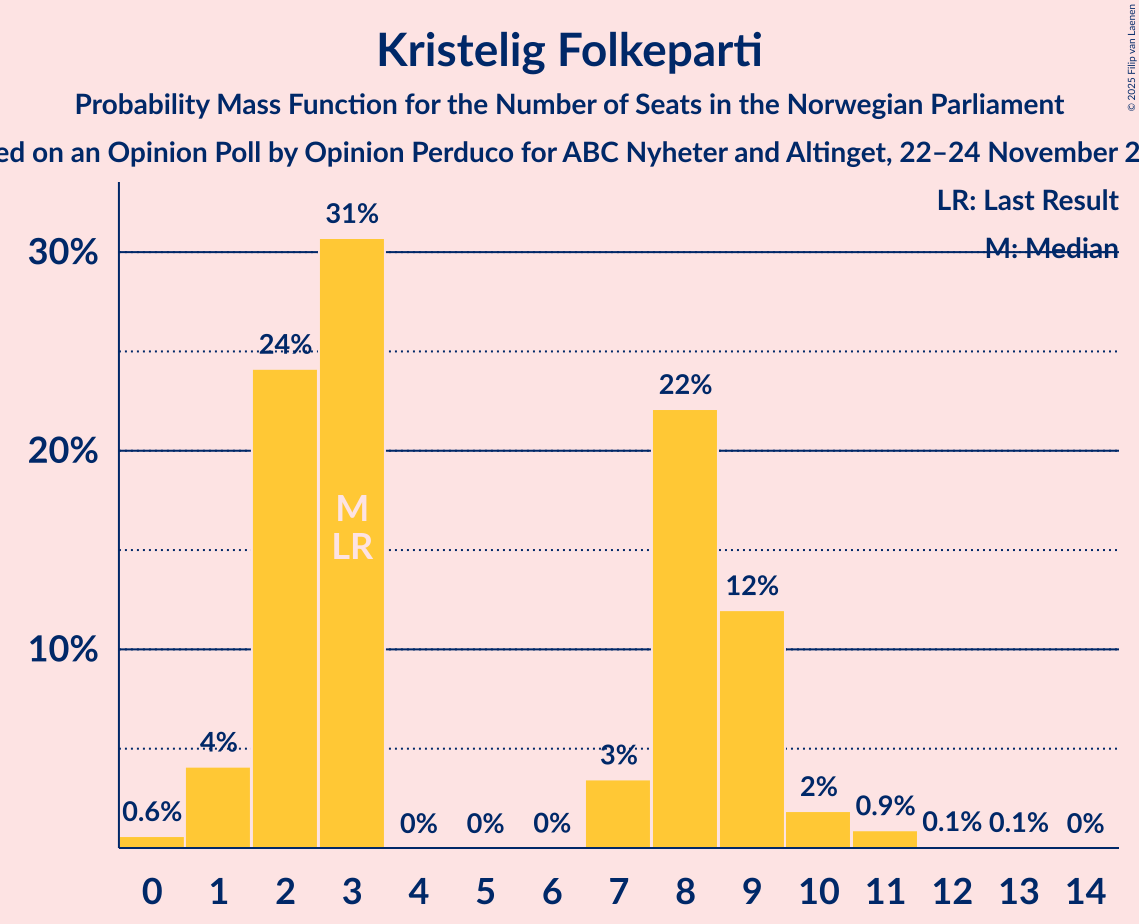 Kristelig Folkeparti
Probability Mass Function for the Number of Seats in the Norwegian Parliament
on an Opinion Poll by Opinion Perduco for ABC Nyheter and Altinget, 22–24 November
© 2025 Filip van Laenen
LR: Last Result
M: Median
30%
20%
10%
0.6%
4%
24%
31%
0%
0%
0%
3%
22%
12%
2%
0.9%
0.1%
0.1%
0%
M
LR
0 1 2 3 4 5 6 7 8 9 10 11 12 13 14